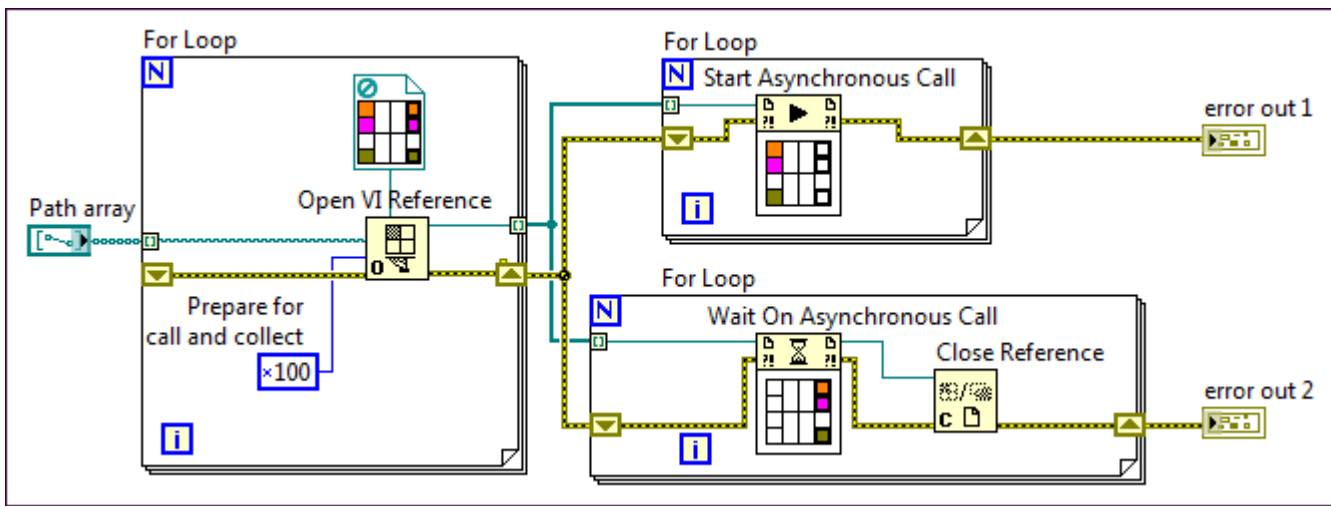 For Loop
N
Open VI Reference
Path array
O
Prepare for
call and collect
×100
i
For Loop
N
Start Asynchronous Call
?!
?!
i
error out 1
For Loop
N
Wait On Asynchronous Call
?!
?!
Close Reference
C
i
error out 2